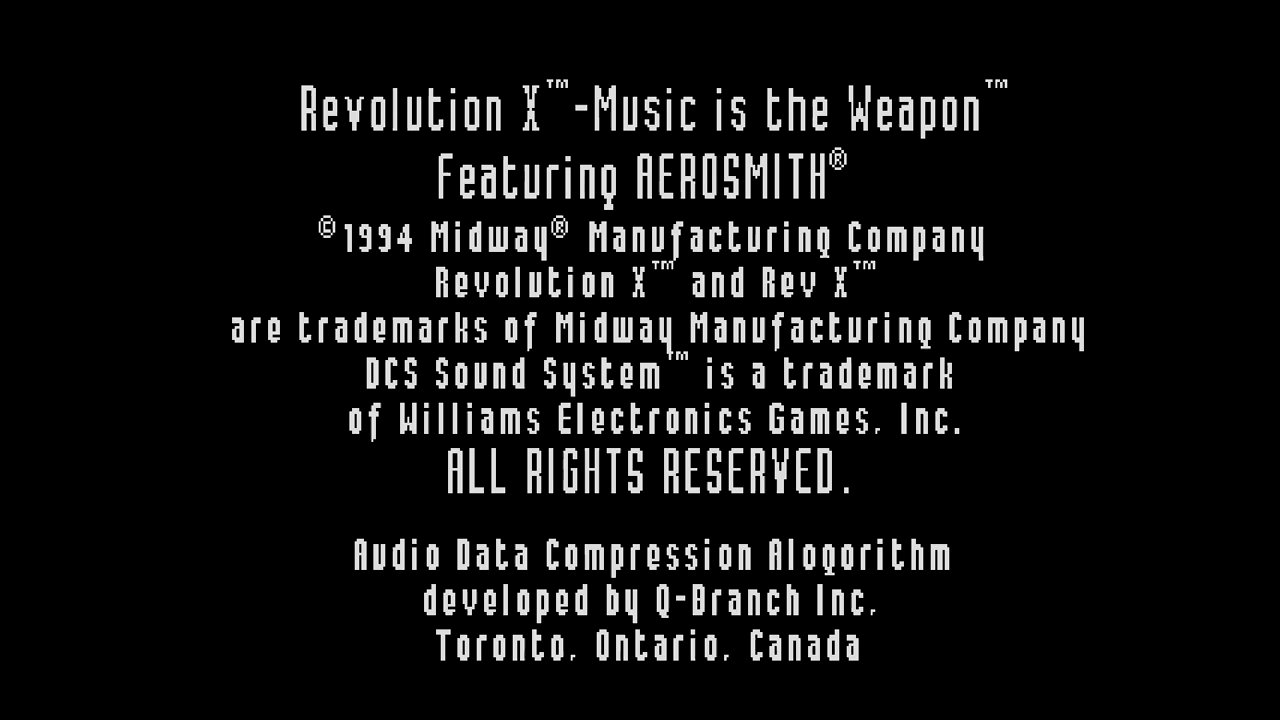 Revolution X™-Music is the Weapon™
Featuring AEROSMITH®
©1994 Midway® Manufacturing Company
Revolution X™ and Rev X™
are trademarks of Midway Manufacturing Company
DCS Sound System™ is a trademark
of Williams Electronics Games, Inc.
ALL RIGHTS RESERVED.
Audio Data Compression Alogorithm
developed by Q-Branch Inc.
Toronto, Ontario, Canada